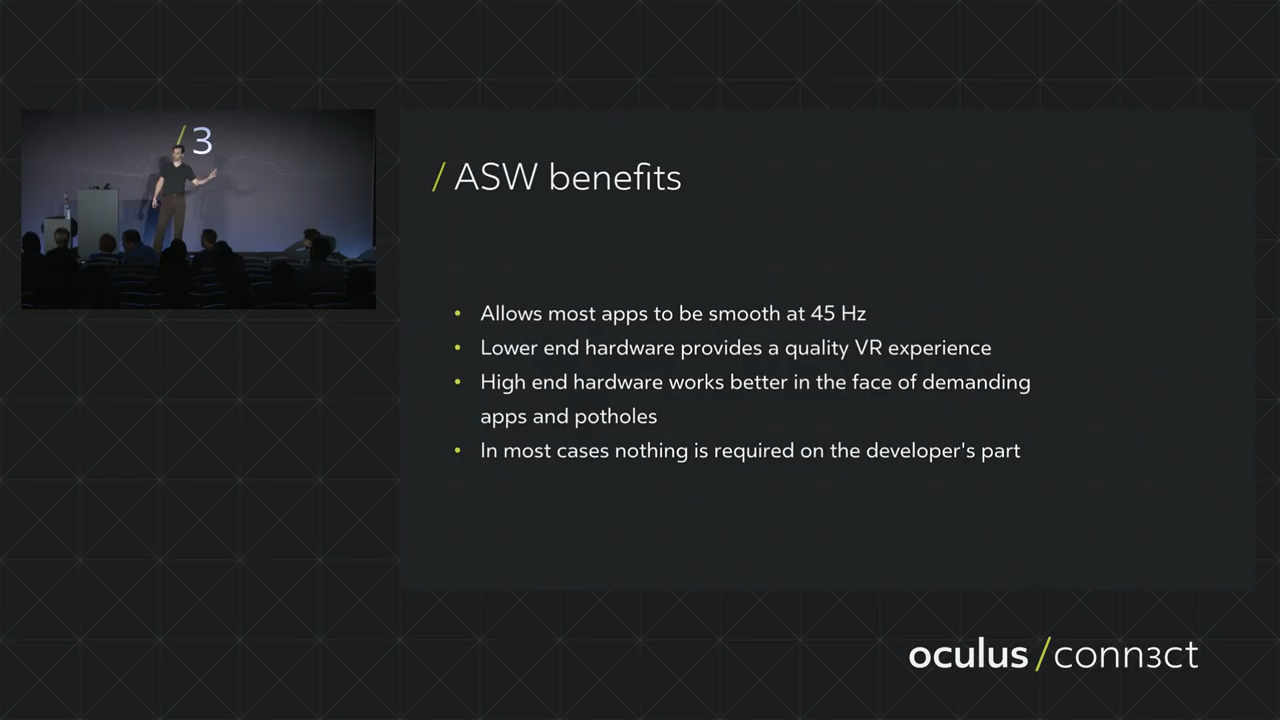 /3
/ ASW benefits
• Allows most apps to be smooth at 45 Hz
• Lower end hardware provides a quality VR experience
• High end hardware works better in the face of demanding
apps and potholes
• In most cases nothing is required on the developer's part
oculus /conn3ct